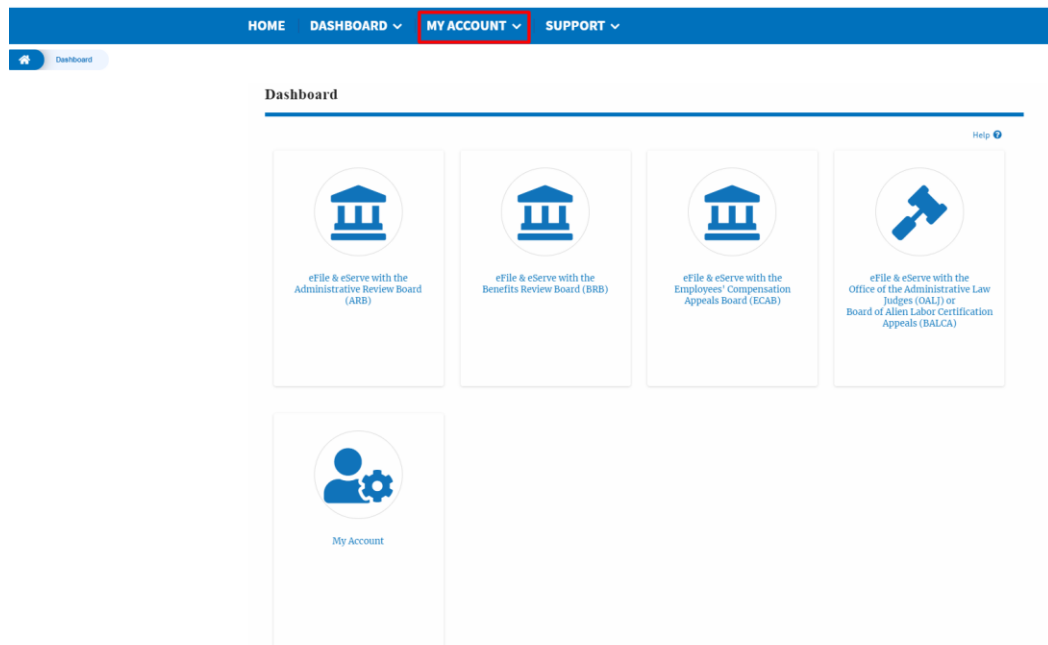 HOME DASHBOARD MY ACCOUNT SUPPORT
Dashboard
Dashboard
Help
eFile & eServe with the
Administrative Review Board
(ARB)
eFile & eServe with the
Benefits Review Board (BRB)
eFile & eServe with the
Employees' Compensation
Appeals Board (ECAB)
eFile & eServe with the
Office of the Administrative Law
Judges (OALJ) or
Board of Alien Labor Certification
Appeals (BALCA)
My Account